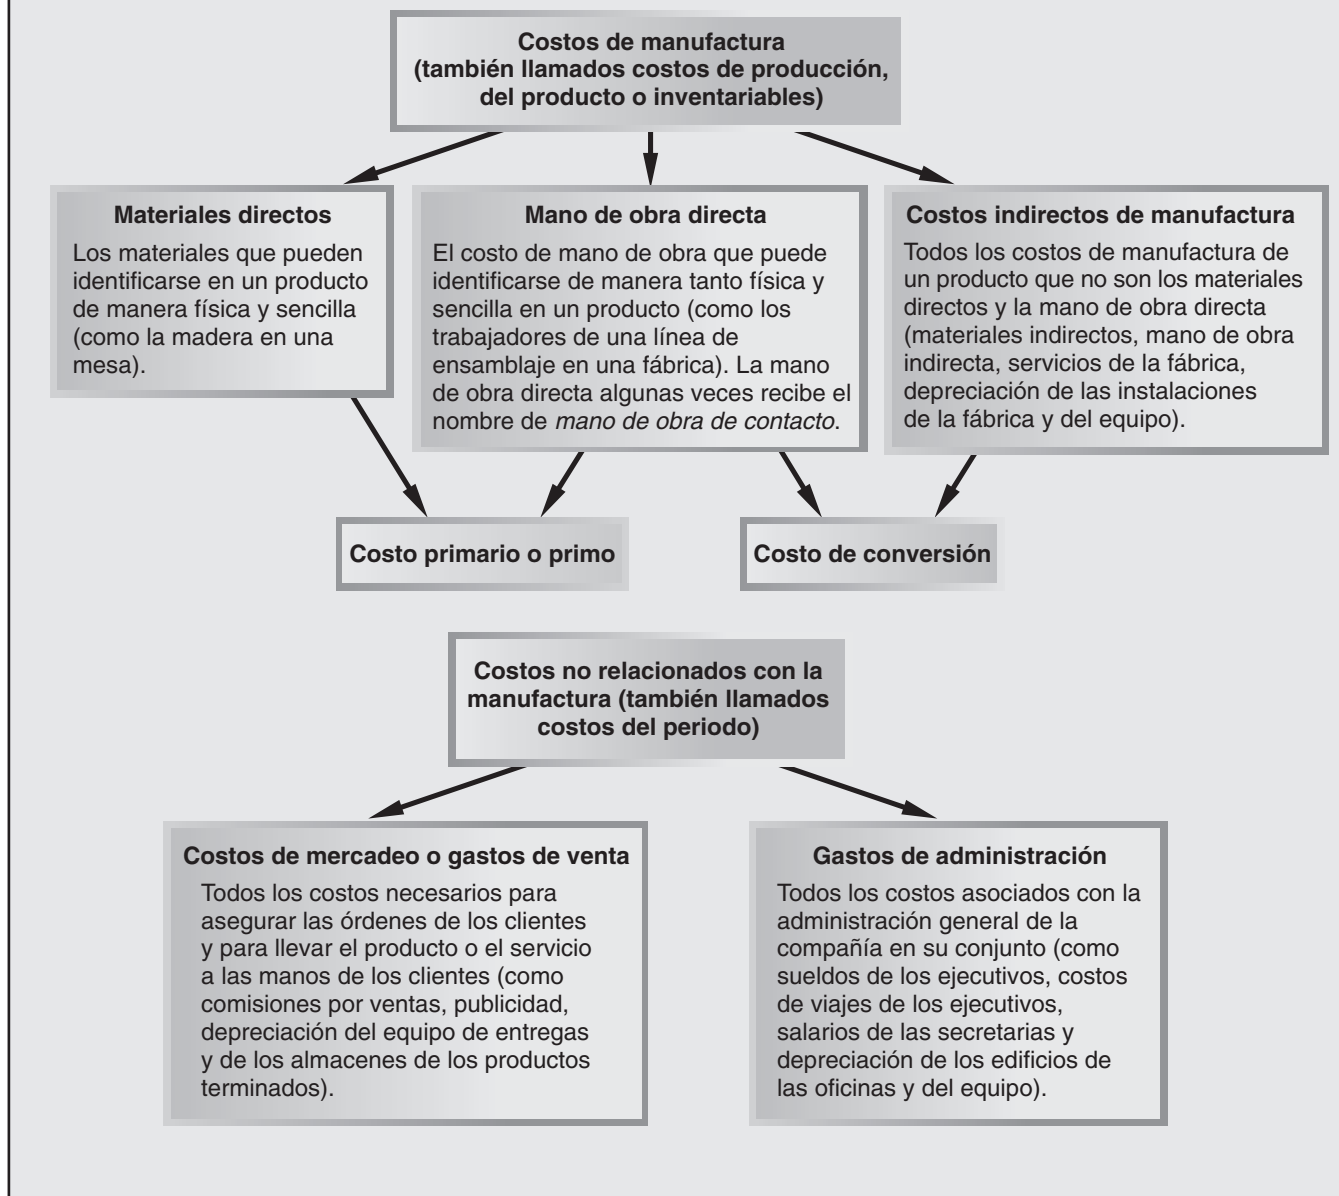 Costos de manufactura
(también llamados costos de producción,
del producto o inventariables)
Materiales directos
Los materiales que pueden
identificarse en un producto
de manera física y sencilla
(como la madera en una
mesa).
Mano de obra directa
El costo de mano de obra que puede
identificarse de manera tanto física y
sencilla en un producto (como los
trabajadores de una línea de
ensamblaje en una fábrica). La mano
de obra directa algunas veces recibe el
nombre de mano de obra de contacto.
Costos indirectos de manufactura
Todos los costos de manufactura de
un producto que no son los materiales
directos y la mano de obra directa
(materiales indirectos, mano de obra
indirecta, servicios de la fábrica,
depreciación de las instalaciones
de la fábrica y del equipo).
Costo primario o primo
Costo de conversión
Costos no relacionados con la
manufactura (también llamados
costos del periodo)
Costos de mercadeo o gastos de venta
Todos los costos necesarios para
asegurar las órdenes de los clientes
y para llevar el producto o el servicio
a las manos de los clientes (como
comisiones por ventas, publicidad,
depreciación del equipo de entregas
y de los almacenes de los productos
terminados).
Gastos de administración
Todos los costos asociados con la
administración general de la
compañía en su conjunto (como
sueldos de los ejecutivos, costos
de viajes de los ejecutivos,
salarios de las secretarias y
depreciación de los edificios de
las oficinas y del equipo).